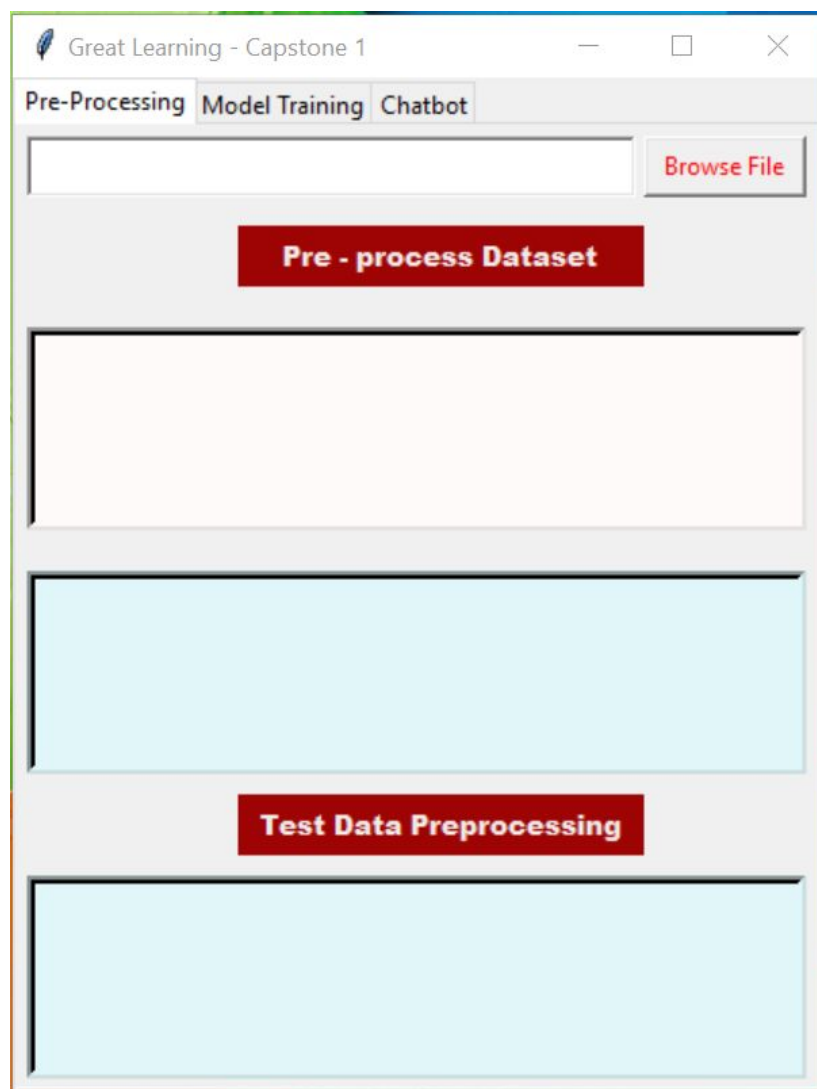 Great Learning - Capstone 1
Pre-Processing Model Training Chatbot
Browse File
Pre - process Dataset
Test Data Preprocessing